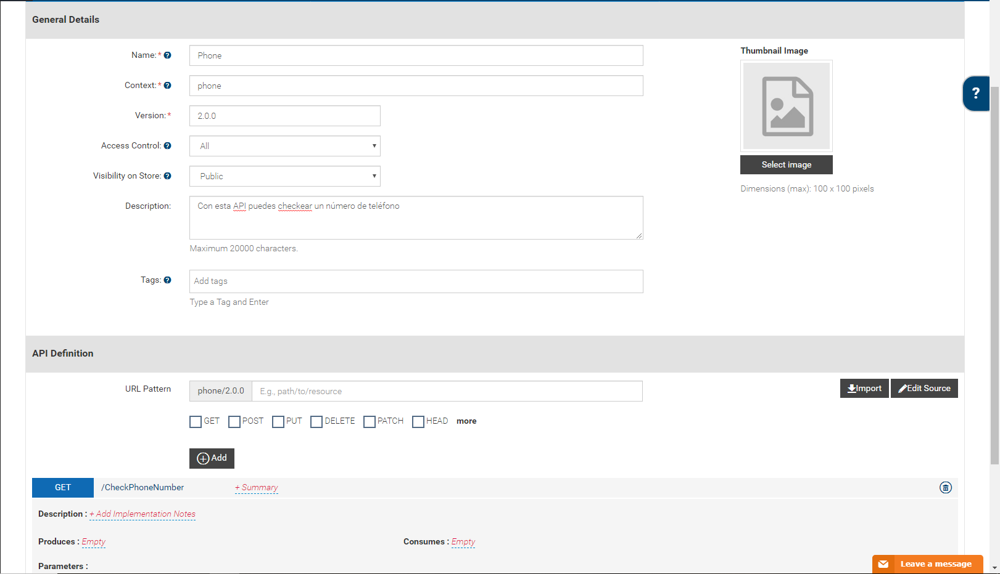 General Details
Name:*
Phone
Context:*
phone
Version:*
2.0.0
Access Control:
All
Visibility on Store:
Public
Description:
Con esta API puedes checkear un número de teléfono
Maximum 20000 characters.
Tags:
Add tags
Type a Tag and Enter
Thumbnail Image
Select image
Dimensions (max): 100 x 100 pixels
?
API Definition
URL Pattern
phone/2.0.0
E.g., path/to/resource
Import
Edit Source
GET POST PUT DELETE PATCH HEAD more
Add
GET /CheckPhoneNumber + Summary
Description : + Add Implementation Notes
Produces : Empty
Consumes : Empty
Parameters :
Leave a message